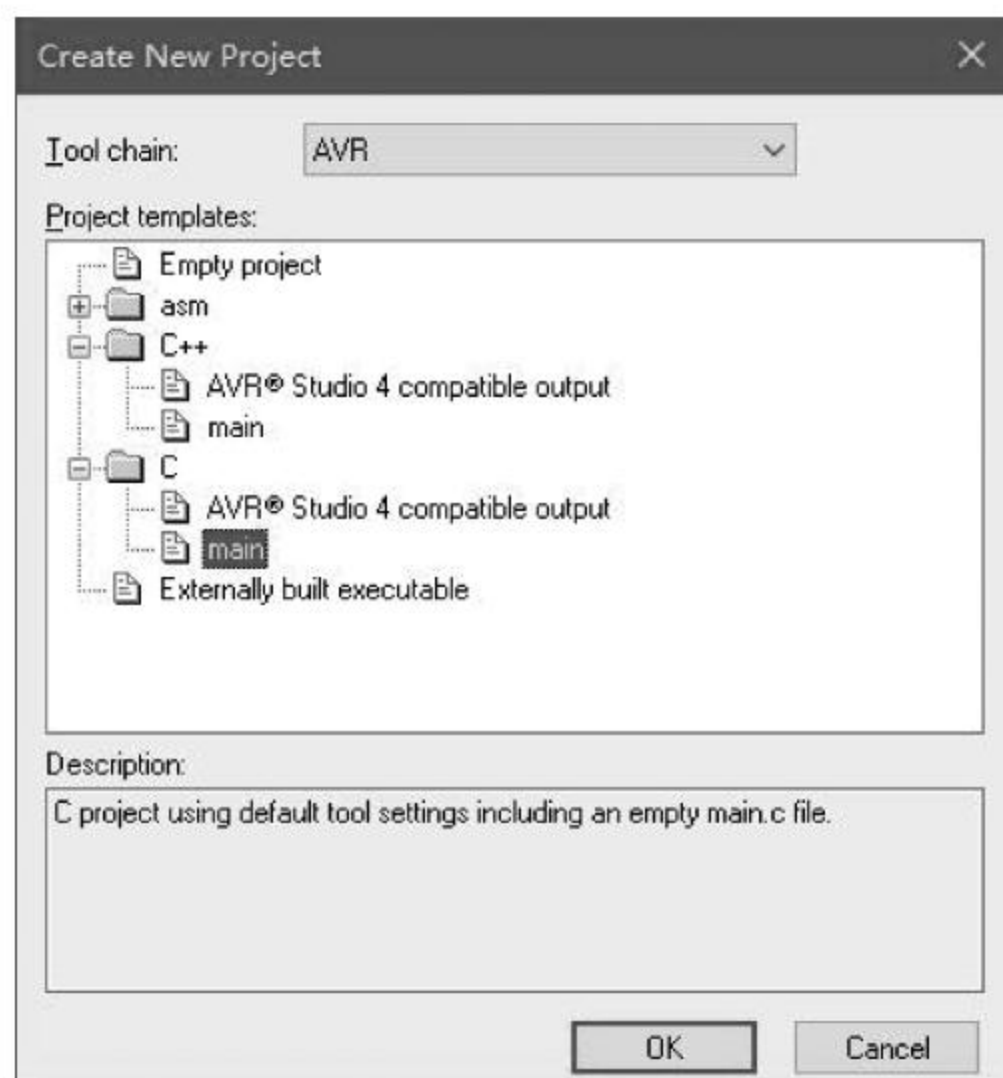 Create New Project
Tool chain: AVR
Project templates:
Empty project
asm
C++
AVR® Studio 4 compatible output
main
C
AVR® Studio 4 compatible output
main
Externally built executable
Description:
C project using default tool settings including an empty main.c file.
OK Cancel